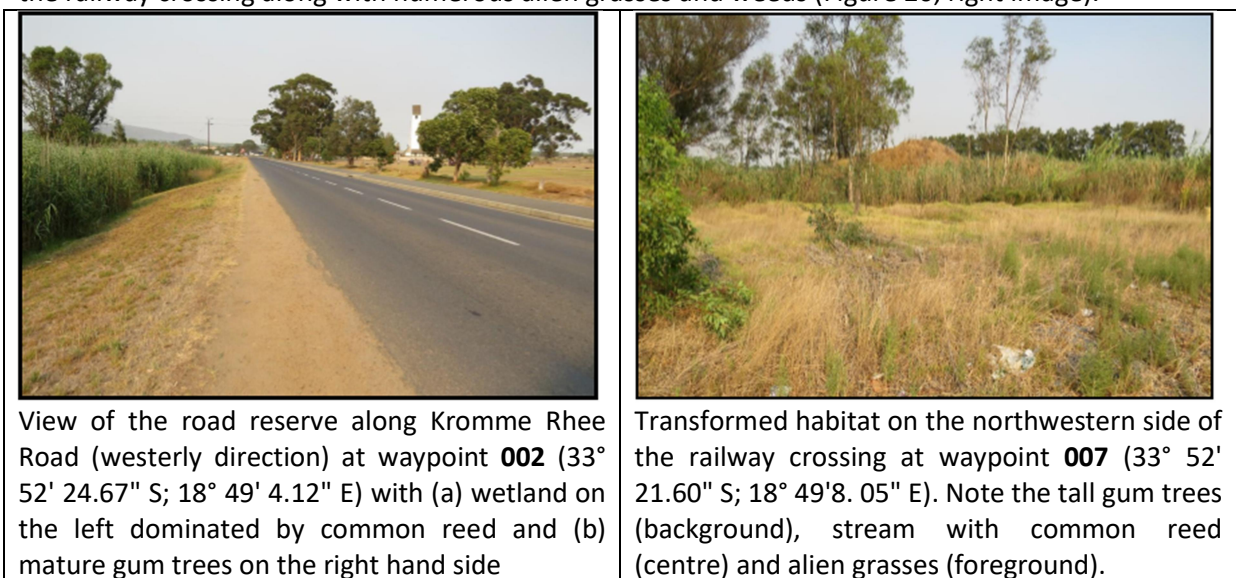 the railway crossing along with numerous alien grasses and weeds (Figure
View of the road reserve along Kromme Rhee
Road (westerly direction) at waypoint 002 (33°
52' 24.67" S; 18° 49' 4.12" E) with (a) wetland on
the left dominated by common reed and (b)
mature gum trees on the right hand side
Transformed habitat on the northwestern side of
the railway crossing at waypoint 007 (33° 52'
21.60" S; 18° 49'8. 05" E). Note the tall gum trees
(background), stream with common reed
(centre) and alien grasses (foreground).